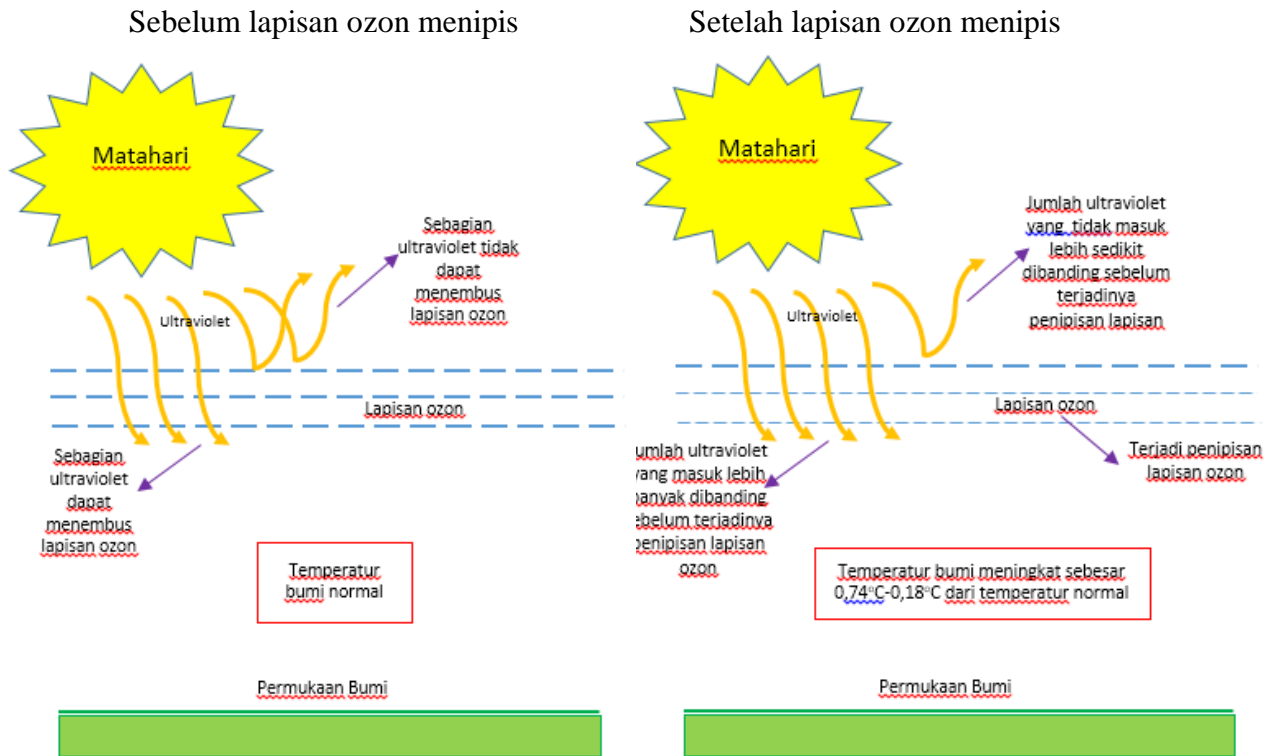 Sebelum lapisan ozon menipis
Matahari
Sebagian
ultraviolet tidak
dapat
menembus
lapisan ozon
Ultraviolet
Lapisan ozon
Sebagian
ultraviolet
dapat
menembus
lapisan ozon
Temperatur
bumi normal
Permukaan Bumi
Setelah lapisan ozon menipis
Matahari
Jumlah ultraviolet
yang tidak masuk
lebih sedikit
dibanding sebelum
terjadinya
penipisan lapisan
Ultraviolet
Lapisan ozon
Terjadi penipisan
lapisan ozon
umlah ultraviolet
yang masuk lebih
banyak dibanding
ebelum terjadinya
penipisan lapisan
ozon
Temperatur bumi meningkat sebesar
0,74°C-0,18°C dari temperatur normal
Permukaan Bumi